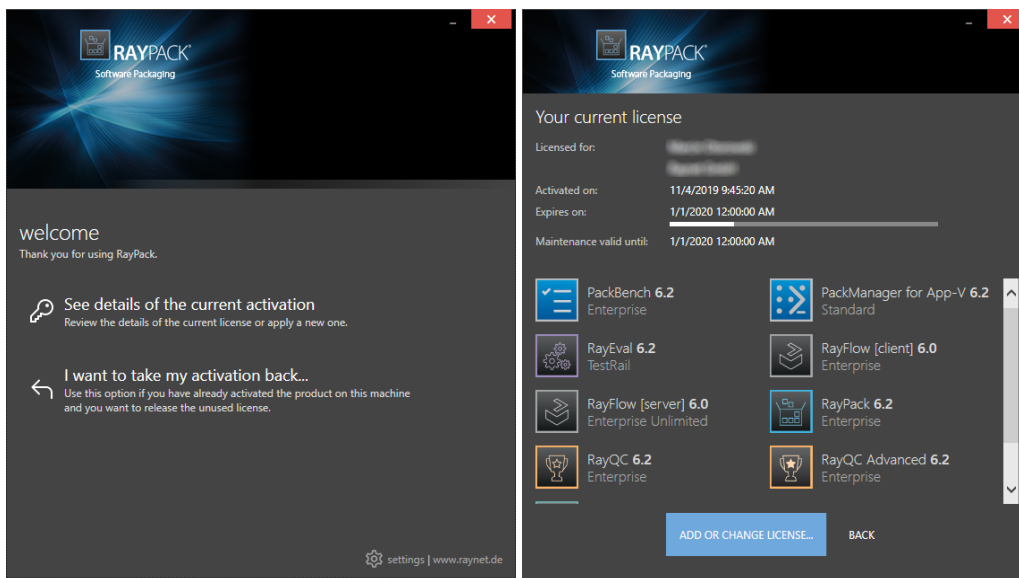 RAYPACK
Software Packaging
welcome
Thank you for using RayPack.
See details of the current activation
Review the details of the current license or apply a new one.
I want to take my activation back...
Use this option if you have already activated the product on this machine
and you want to release the unused license.
settings | www.raynet.de
RAYPACK
Software Packaging
Your current license
Licensed for:
Activated on: 11/4/2019 9:45:20 AM
Expires on: 1/1/2020 12:00:00 AM
Maintenance valid until: 1/1/2020 12:00:00 AM
PackBench 6.2
Enterprise
PackManager for App-V 6.2
Standard
RayEval 6.2
TestRail
RayFlow [client] 6.0
Enterprise
RayFlow [server] 6.0
Enterprise Unlimited
RayPack 6.2
Enterprise
RayQC 6.2
Enterprise
RayQC Advanced 6.2
Enterprise
ADD OR CHANGE LICENSE... BACK